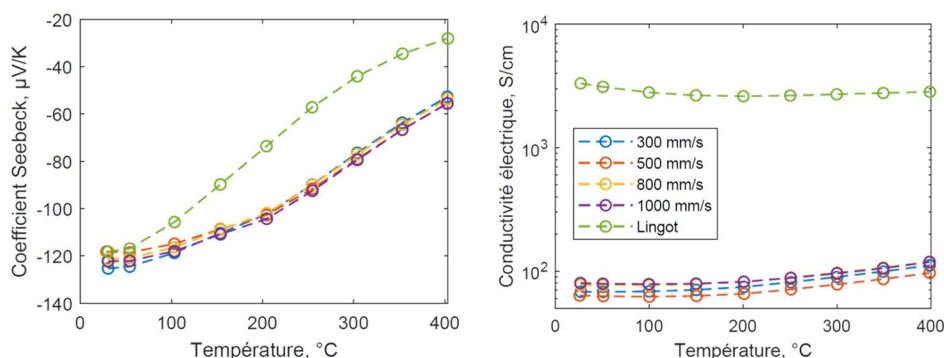 -20
-40
-60
-80
-100
-120
-140
Coefficient Seebeck, µV/K
0
100
200
300
400
Température, °C
10⁴
10³
10²
Conductivité électrique, S/cm
300 mm/s
500 mm/s
800 mm/s
1000 mm/s
Lingot
0
100
200
300
400
Température, °C